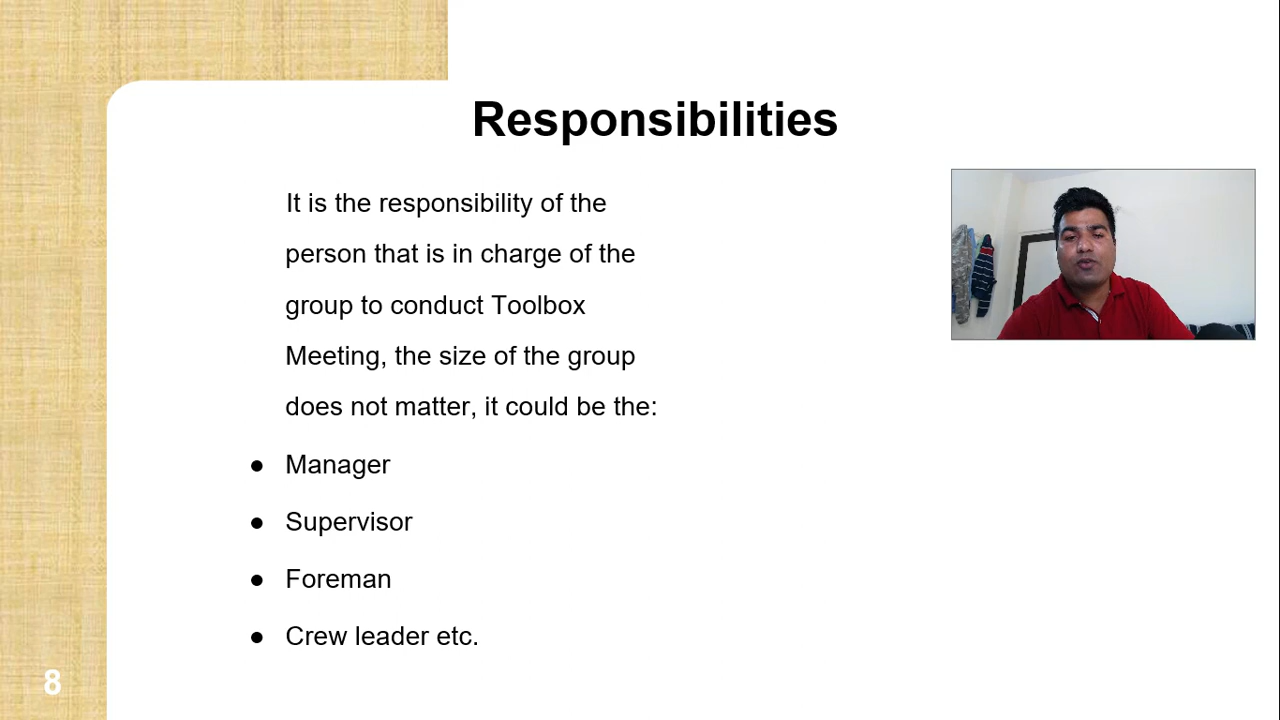 Responsibilities
It is the responsibility of the
person that is in charge of the
group to conduct Toolbox
Meeting, the size of the group
does not matter, it could be the:
● Manager
● Supervisor
● Foreman
● Crew leader etc.
8